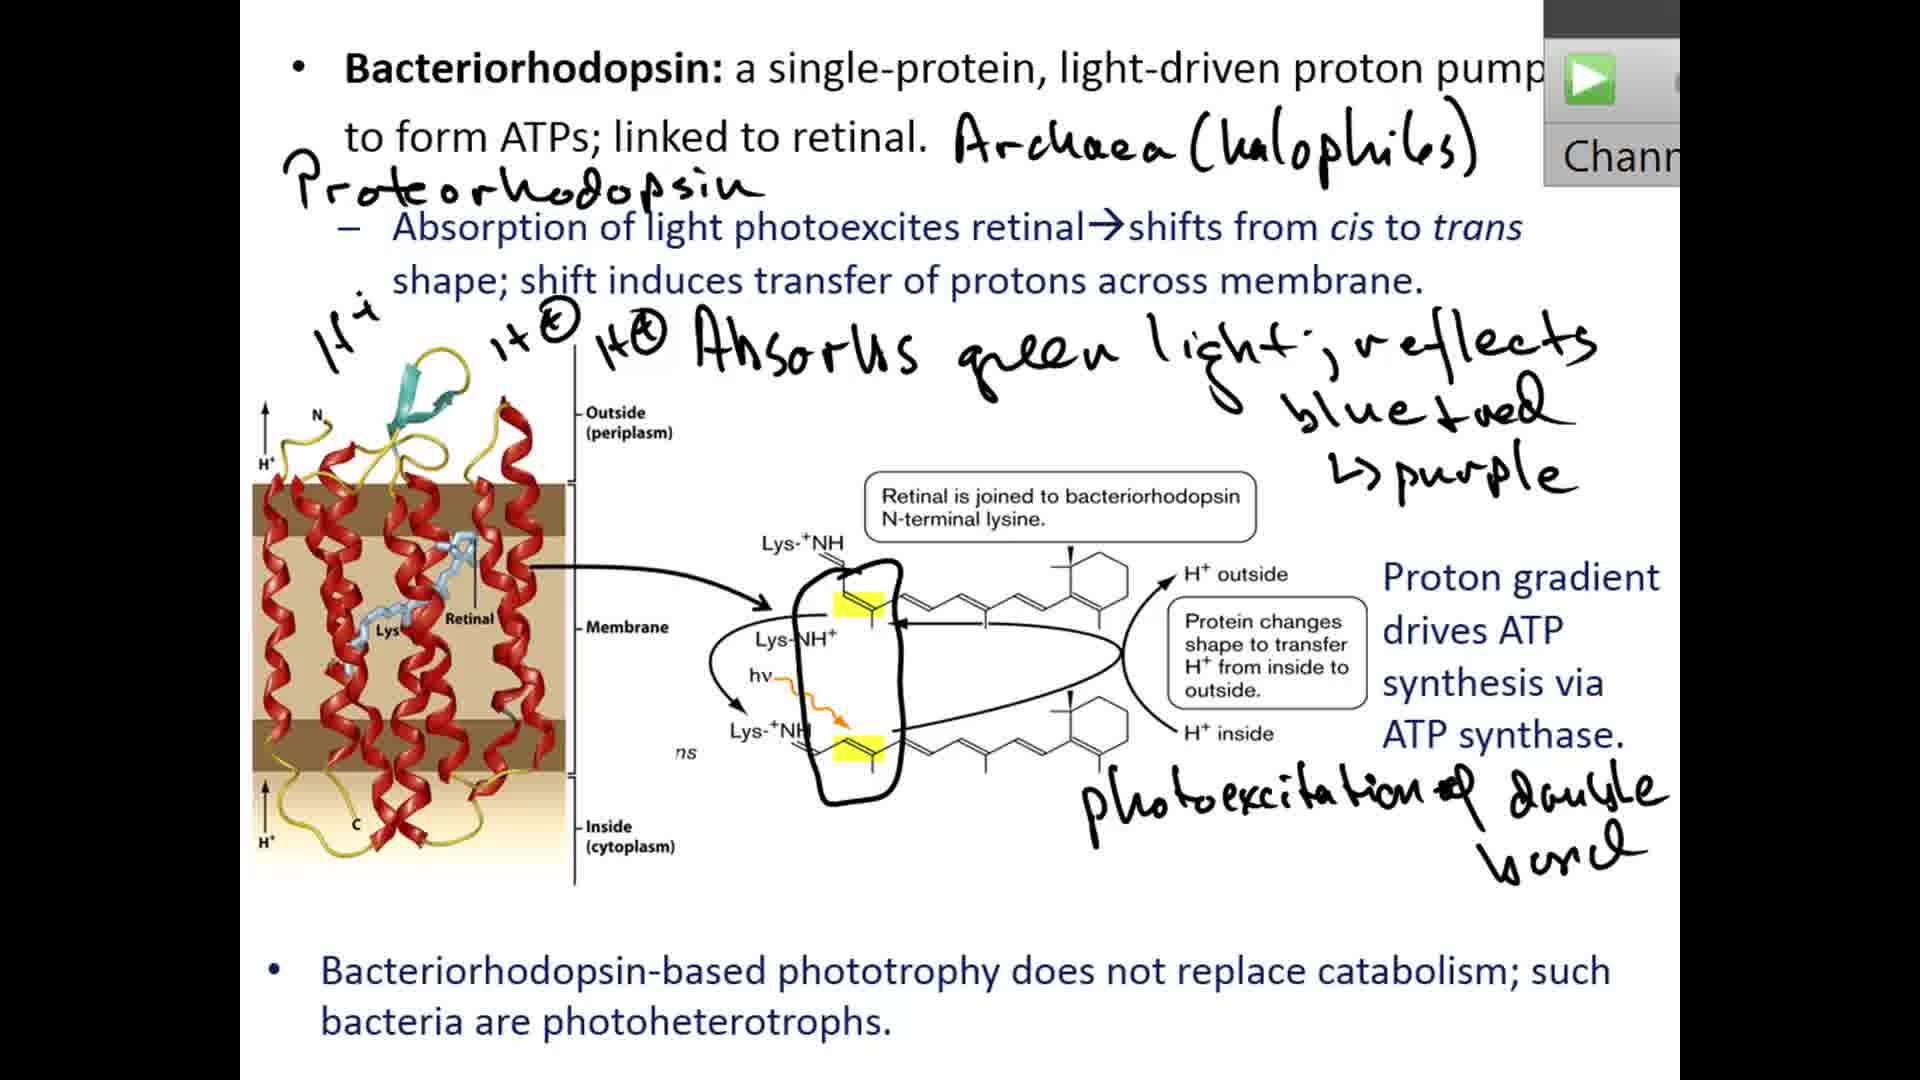 • Bacteriorhodopsin: a single-protein, light-driven proton pump
to form ATPs; linked to retinal. Archaea (halophiles)
Proteorhodopsin
– Absorption of light photoexcites retinal→shifts from cis to trans
shape; shift induces transfer of protons across membrane.
Chann
H+ H+ H+ Absorbs green light; reflects
blue + red
↳ purple
N
H+
Outside
(periplasm)
Retinal
Lys
Membrane
C
H+
Inside
(cytoplasm)
Retinal is joined to bacteriorhodopsin
N-terminal lysine.
Lys-+NH
Lys-NH+
hν
Lys-+NH
ns
H+ outside
Protein changes
shape to transfer
H+ from inside to
outside.
H+ inside
Proton gradient
drives ATP
synthesis via
ATP synthase.
photoexcitation of double
bond
• Bacteriorhodopsin-based phototrophy does not replace catabolism; such
bacteria are photoheterotrophs.